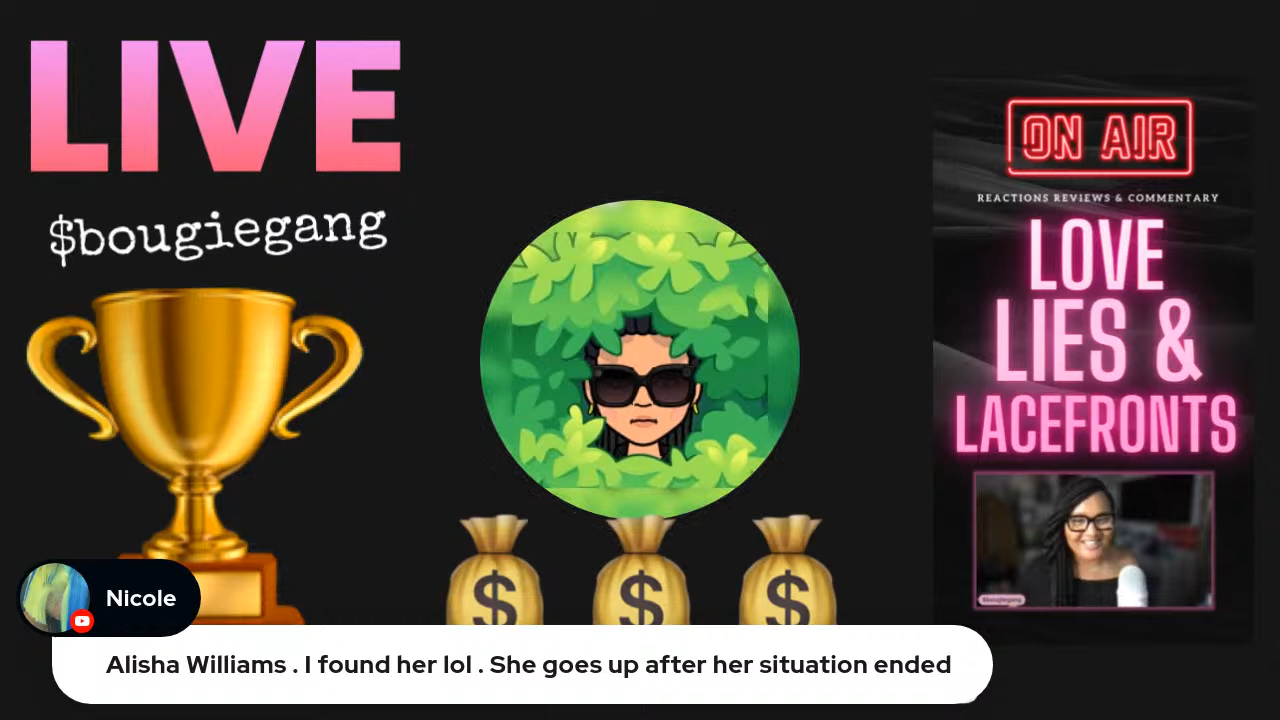 LIVE
$bougiegang
ON AIR
REACTIONS REVIEWS & COMMENTARY
LOVE
LIES &
LACEFRONTS
$ $ $
$bougiegang
Nicole
Alisha Williams . I found her lol . She goes up after her situation ended